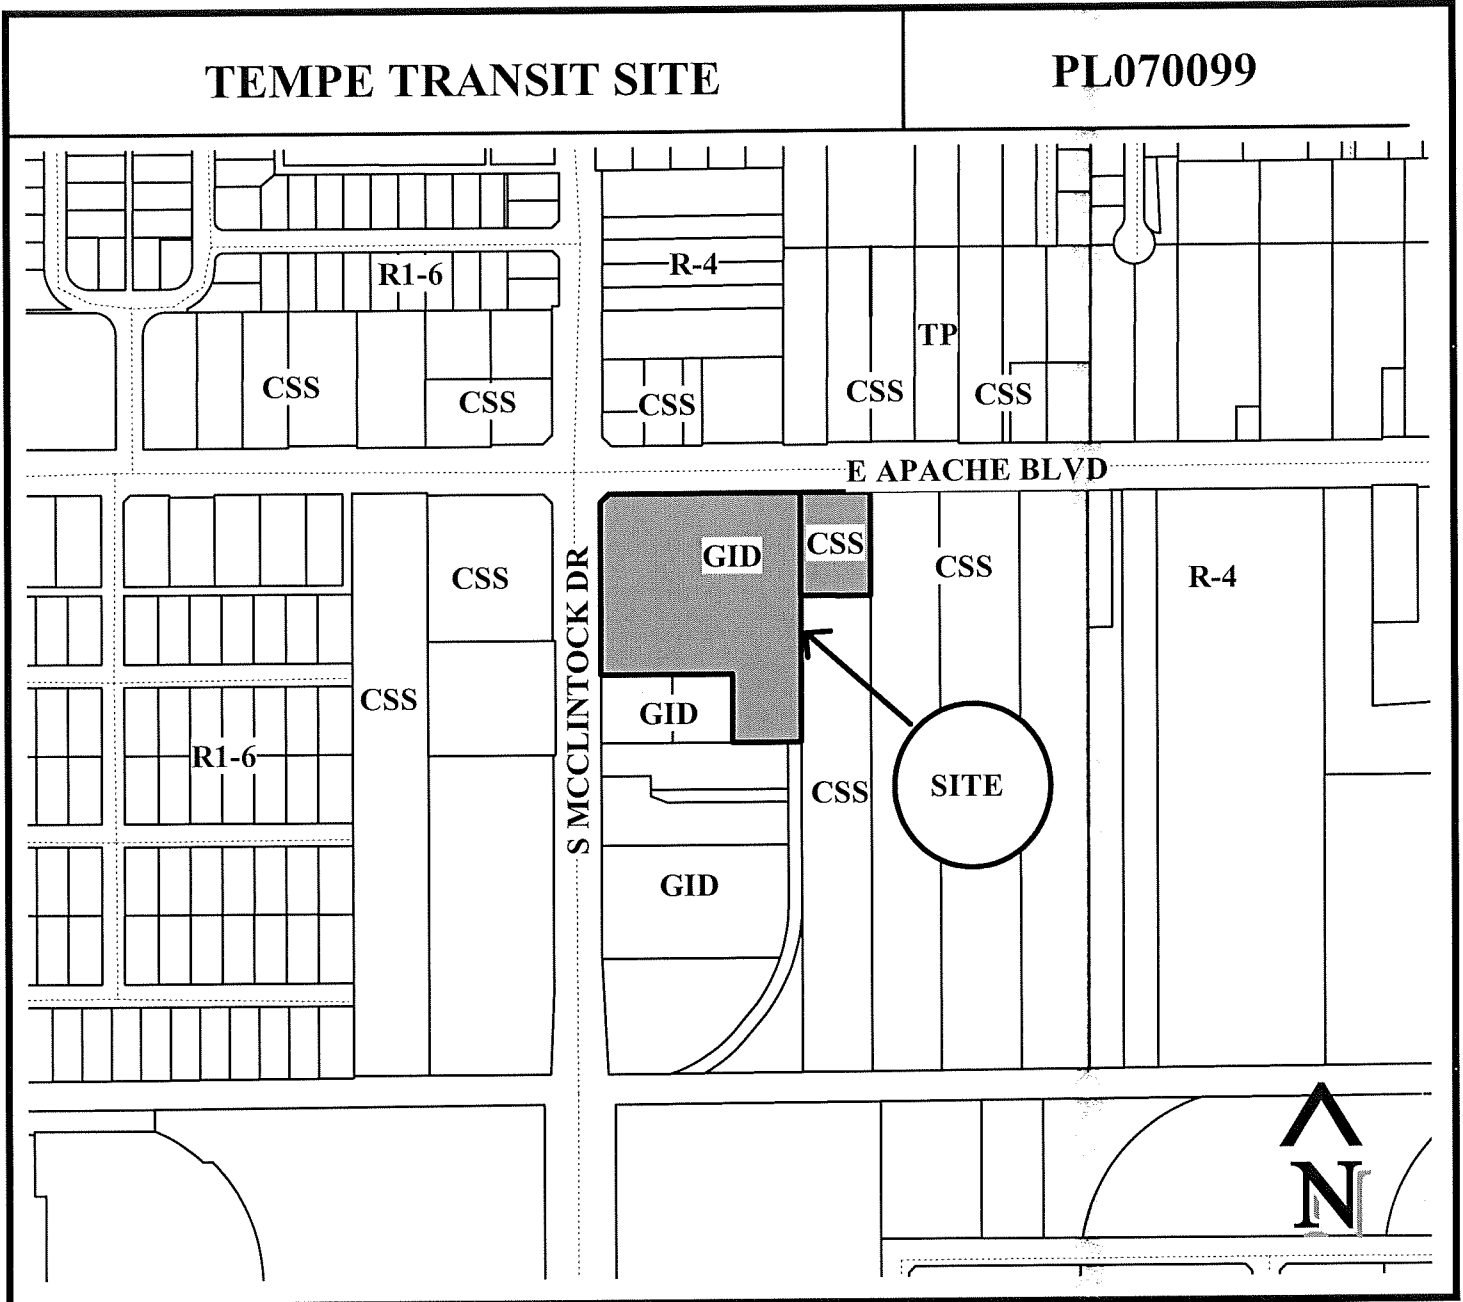 TEMPE TRANSIT SITE
PL070099
R1-6
R-4
TP
CSS
CSS
CSS
CSS
CSS
E APACHE BLVD
GID
CSS
CSS
CSS
R-4
S MCCLINTOCK DR
CSS
GID
R1-6
CSS
SITE
GID
N